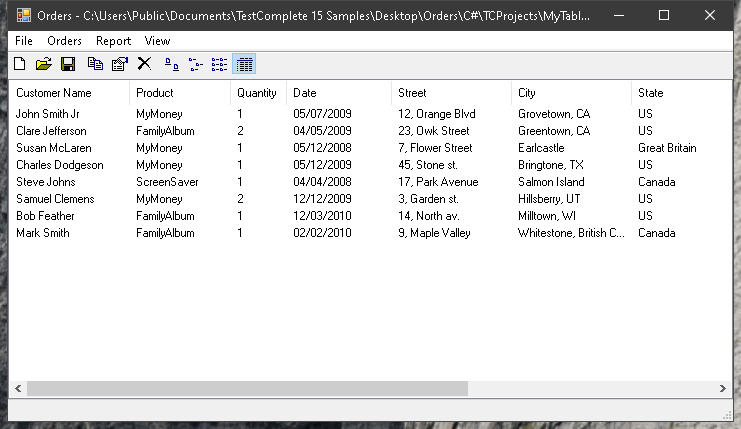 Orders - C:\Users\Public\Documents\TestComplete 15 Samples\Desktop\Orders\C#\TCProjects\MyTabl...
File Orders Report View
Customer Name Product Quantity Date Street City State
John Smith Jr MyMoney 1 05/07/2009 12, Orange Blvd Grovetown, CA US
Clare Jefferson FamilyAlbum 2 04/05/2009 23, Owk Street Greentown, CA US
Susan McLaren MyMoney 1 05/12/2008 7, Flower Street Earlcastle Great Britain
Charles Dodgeson MyMoney 1 05/12/2009 45, Stone st. Bringtone, TX US
Steve Johns ScreenSaver 1 04/04/2008 17, Park Avenue Salmon Island Canada
Samuel Clemens MyMoney 2 12/12/2009 3, Garden st. Hillsberry, UT US
Bob Feather FamilyAlbum 1 12/03/2010 14, North av. Milltown, WI US
Mark Smith FamilyAlbum 1 02/02/2010 9, Maple Valley Whitestone, British C... Canada